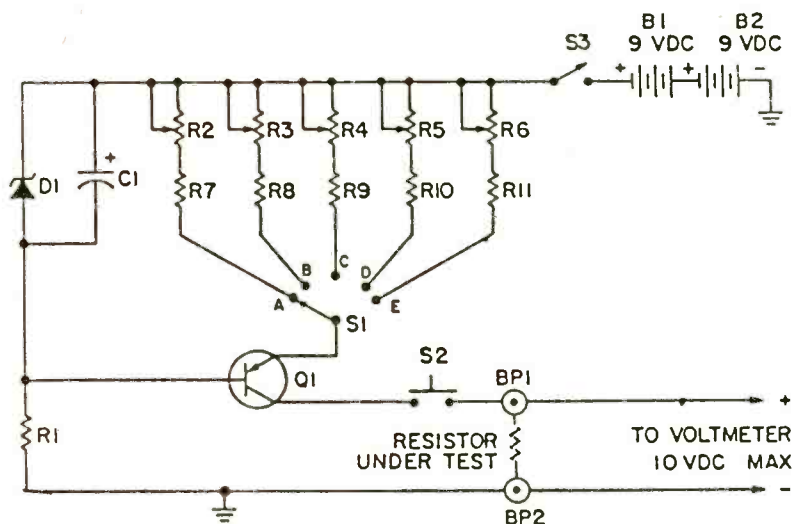 B1 B2
9 VDC 9 VDC
S3
+ + -
R2 R3 R4 R5 R6
D1 + C1
R7 R8 R9 R10 R11
A B C D E
S1
Q1
S2
BP1
+
R1
RESISTOR
UNDER TEST
TO VOLTMETER
10 VDC MAX
-
BP2